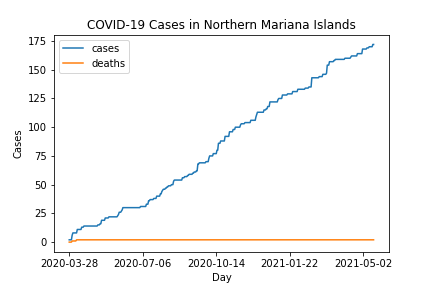 COVID-19 Cases in Northern Mariana Islands
cases
deaths
175
150
125
100
75
50
25
0
Cases
2020-03-28 2020-07-06 2020-10-14 2021-01-22 2021-05-02
Day